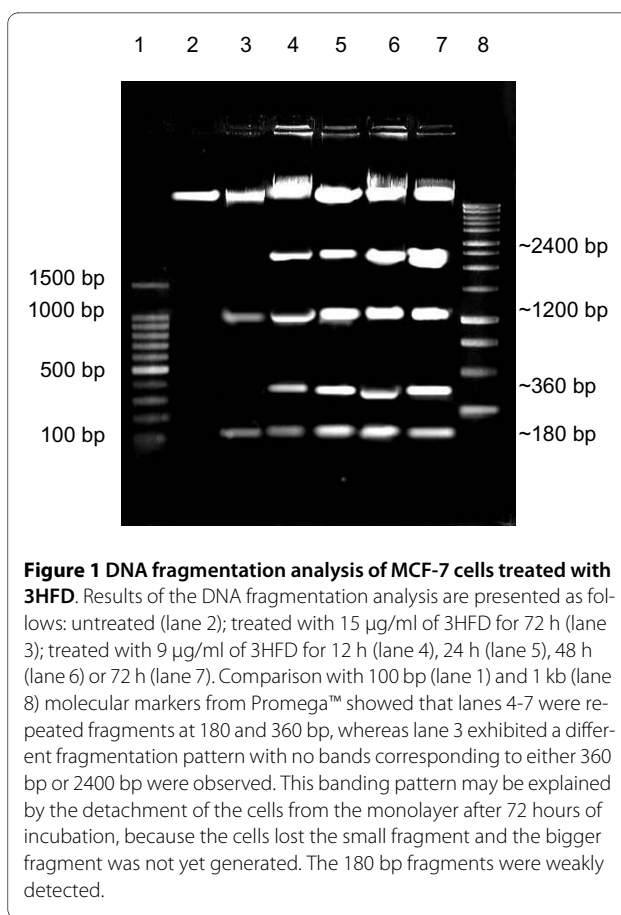 1 2 3 4 5 6 7 8
~2400 bp
1500 bp
1000 bp
~1200 bp
500 bp
~360 bp
100 bp
~180 bp
Figure 1 DNA fragmentation analysis of MCF-7 cells treated with
3HFD. Results of the DNA fragmentation analysis are presented as fol-
lows: untreated (lane 2); treated with 15 μg/ml of 3HFD for 72 h (lane
3); treated with 9 μg/ml of 3HFD for 12 h (lane 4), 24 h (lane 5), 48 h
(lane 6) or 72 h (lane 7). Comparison with 100 bp (lane 1) and 1 kb (lane
8) molecular markers from Promega™ showed that lanes 4-7 were re-
peated fragments at 180 and 360 bp, whereas lane 3 exhibited a differ-
ent fragmentation pattern with no bands corresponding to either 360
bp or 2400 bp were observed. This banding pattern may be explained
by the detachment of the cells from the monolayer after 72 hours of
incubation, because the cells lost the small fragment and the bigger
fragment was not yet generated. The 180 bp fragments were weakly
detected.